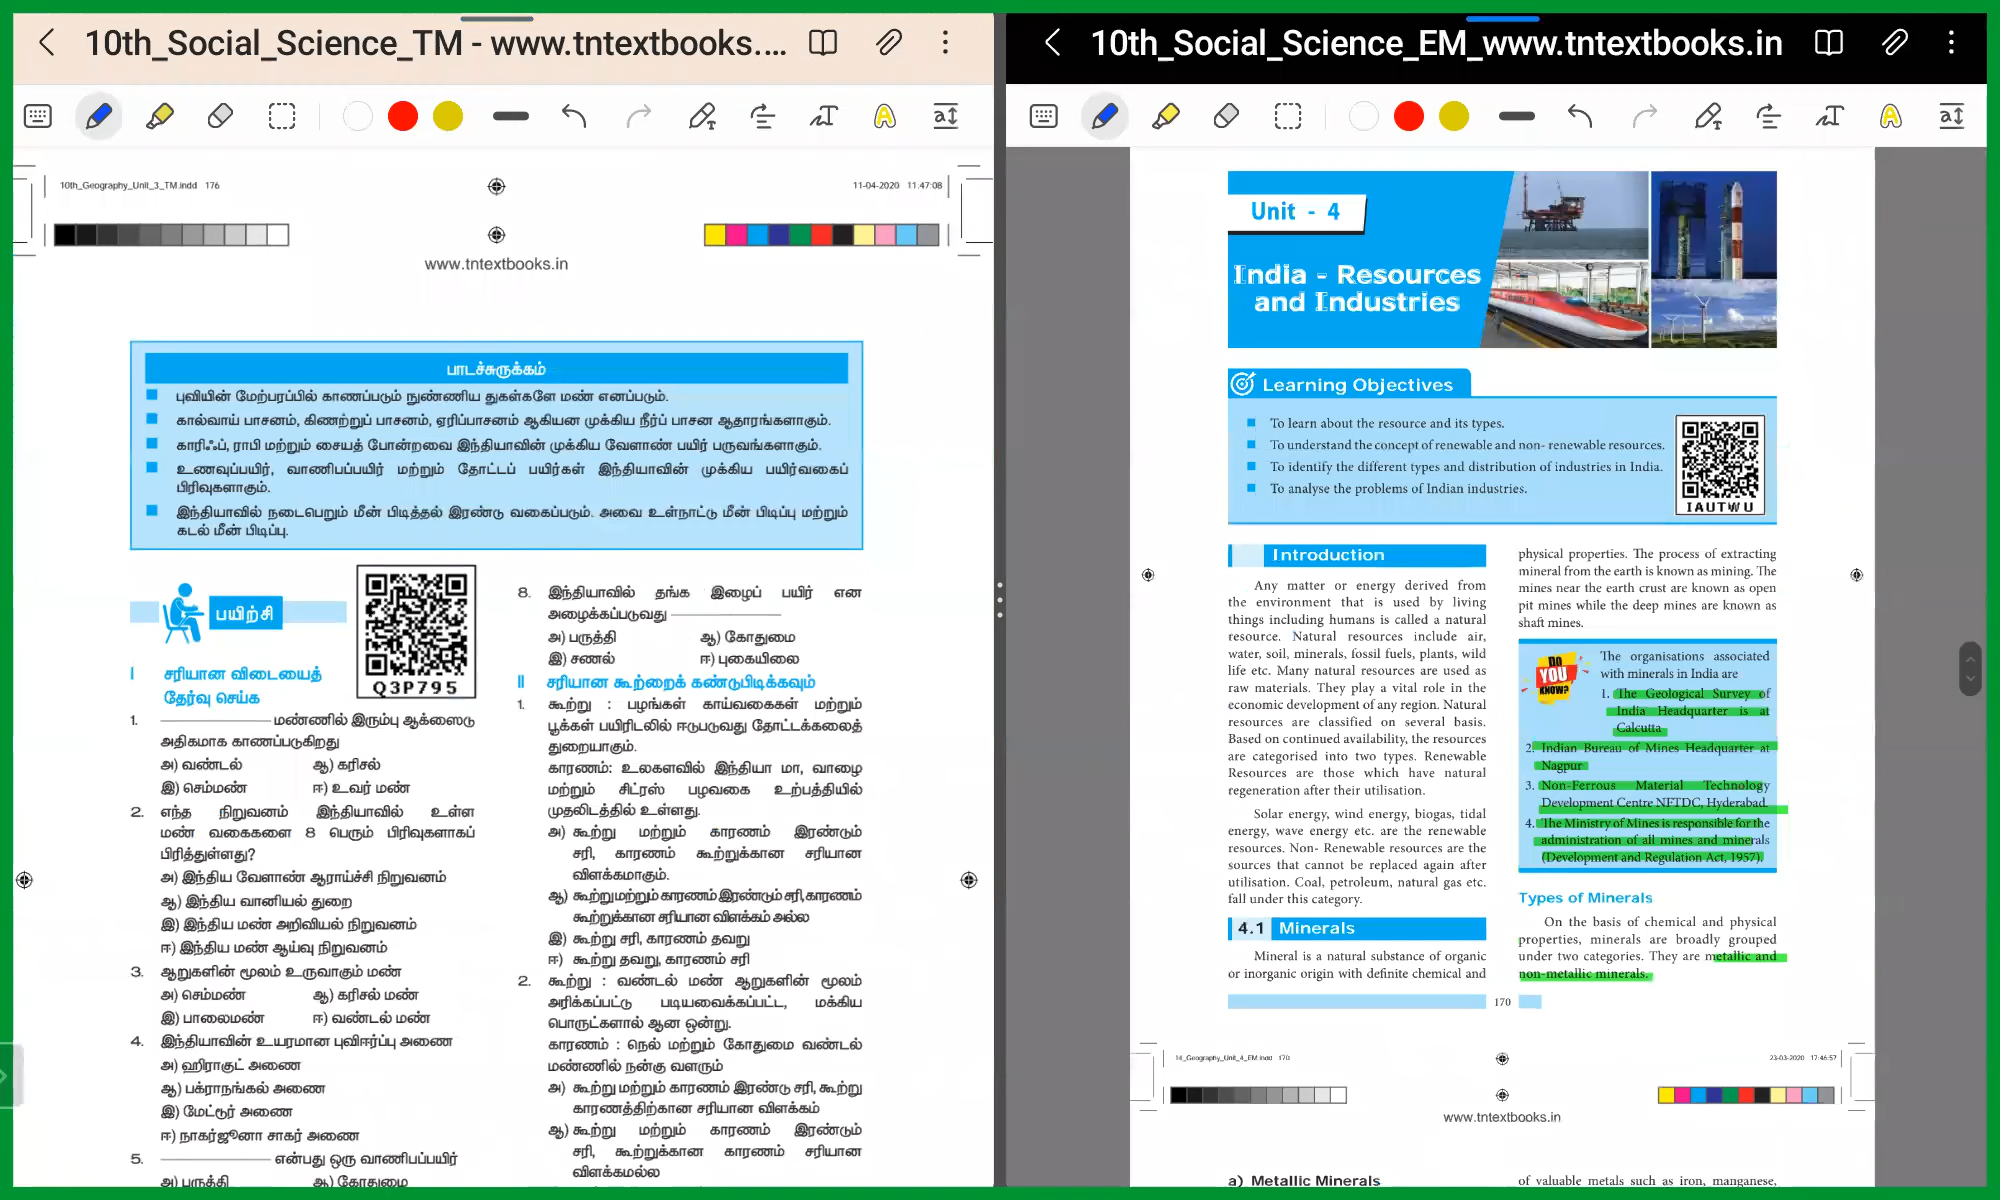 10th_Social_Science_TM - www.tntextbooks....
10th_Geography_Unit_3_TM.indd 176
11-04-2020 11:47:08
www.tntextbooks.in
பாடச்சுருக்கம்
புவியின் மேற்பரப்பில் காணப்படும் நுண்ணிய துகள்களே மண் எனப்படும்.
கால்வாய் பாசனம், கிணற்றுப் பாசனம், ஏரிப்பாசனம் ஆகியன முக்கிய நீர்ப் பாசன ஆதாரங்களாகும்.
காரிஃப், ராபி மற்றும் சையத் போன்றவை இந்தியாவின் முக்கிய வேளாண் பயிர் பருவங்களாகும்.
உணவுப்பயிர், வாணிபப்பயிர் மற்றும் தோட்டப் பயிர்கள் இந்தியாவின் முக்கிய பயிர்வகைப்
பிரிவுகளாகும்.
இந்தியாவில் நடைபெறும் மீன் பிடித்தல் இரண்டு வகைப்படும். அவை உள்நாட்டு மீன் பிடிப்பு மற்றும்
கடல் மீன் பிடிப்பு.
பயிற்சி
Q3P795
I சரியான விடையைத்
தேர்வு செய்க
1. ____________ மண்ணில் இரும்பு ஆக்ஸைடு
அதிகமாக காணப்படுகிறது
அ) வண்டல் ஆ) கரிசல்
இ) செம்மண் ஈ) உவர் மண்
2. எந்த நிறுவனம் இந்தியாவில் உள்ள
மண் வகைகளை 8 பெரும் பிரிவுகளாகப்
பிரித்துள்ளது?
அ) இந்திய வேளாண் ஆராய்ச்சி நிறுவனம்
ஆ) இந்திய வானியல் துறை
இ) இந்திய மண் அறிவியல் நிறுவனம்
ஈ) இந்திய மண் ஆய்வு நிறுவனம்
3. ஆறுகளின் மூலம் உருவாகும் மண்
அ) செம்மண் ஆ) கரிசல் மண்
இ) பாலைமண் ஈ) வண்டல் மண்
4. இந்தியாவின் உயரமான புவிஈர்ப்பு அணை
அ) ஹிராகுட் அணை
ஆ) பக்ராநங்கல் அணை
இ) மேட்டூர் அணை
ஈ) நாகர்ஜூனா சாகர் அணை
5. ____________ என்பது ஒரு வாணிபப்பயிர்
அ) பருத்தி ஆ) கோதுமை
8. இந்தியாவில் தங்க இழைப் பயிர் என
அழைக்கப்படுவது ____________
அ) பருத்தி ஆ) கோதுமை
இ) சணல் ஈ) புகையிலை
II சரியான கூற்றைக் கண்டுபிடிக்கவும்
1. கூற்று : பழங்கள் காய்வகைகள் மற்றும்
பூக்கள் பயிரிடலில் ஈடுபடுவது தோட்டக்கலைத்
துறையாகும்.
காரணம்: உலகளவில் இந்தியா மா, வாழை
மற்றும் சிட்ரஸ் பழவகை உற்பத்தியில்
முதலிடத்தில் உள்ளது.
அ) கூற்று மற்றும் காரணம் இரண்டும்
சரி, காரணம் கூற்றுக்கான சரியான
விளக்கமாகும்.
ஆ) கூற்றுமற்றும் காரணம் இரண்டும் சரி, காரணம்
கூற்றுக்கான சரியான விளக்கம் அல்ல
இ) கூற்று சரி, காரணம் தவறு
ஈ) கூற்று தவறு, காரணம் சரி
2. கூற்று : வண்டல் மண் ஆறுகளின் மூலம்
அரிக்கப்பட்டு படியவைக்கப்பட்ட, மக்கிய
பொருட்களால் ஆன ஒன்று.
காரணம் : நெல் மற்றும் கோதுமை வண்டல்
மண்ணில் நன்கு வளரும்
அ) கூற்று மற்றும் காரணம் இரண்டு சரி, கூற்று
காரணத்திற்கான சரியான விளக்கம்
ஆ) கூற்று மற்றும் காரணம் இரண்டும்
சரி, கூற்றுக்கான காரணம் சரியான
விளக்கமல்ல
10th_Social_Science_EM_www.tntextbooks.in
Unit - 4
India - Resources
and Industries
Learning Objectives
To learn about the resource and its types.
To understand the concept of renewable and non- renewable resources.
To identify the different types and distribution of industries in India.
To analyse the problems of Indian industries.
IAUTWU
Introduction
Any matter or energy derived from
the environment that is used by living
things including humans is called a natural
resource. Natural resources include air,
water, soil, minerals, fossil fuels, plants, wild
life etc. Many natural resources are used as
raw materials. They play a vital role in the
economic development of any region. Natural
resources are classified on several basis.
Based on continued availability, the resources
are categorised into two types. Renewable
Resources are those which have natural
regeneration after their utilisation.
Solar energy, wind energy, biogas, tidal
energy, wave energy etc. are the renewable
resources. Non- Renewable resources are the
sources that cannot be replaced again after
utilisation. Coal, petroleum, natural gas etc.
fall under this category.
4.1 Minerals
Mineral is a natural substance of organic
or inorganic origin with definite chemical and
physical properties. The process of extracting
mineral from the earth is known as mining. The
mines near the earth crust are known as open
pit mines while the deep mines are known as
shaft mines.
DO YOU KNOW?
The organisations associated
with minerals in India are
1. The Geological Survey of
India Headquarter is at
Calcutta
2. Indian Bureau of Mines Headquarter at
Nagpur
3. Non-Ferrous Material Technology
Development Centre NFTDC, Hyderabad.
4. The Ministry of Mines is responsible for the
administration of all mines and minerals
(Development and Regulation Act, 1957).
Types of Minerals
On the basis of chemical and physical
properties, minerals are broadly grouped
under two categories. They are metallic and
non-metallic minerals.
170
14_Geography_Unit_4_EM.indd 170
23-03-2020 17:46:57
www.tntextbooks.in
a) Metallic Minerals
of valuable metals such as iron, manganese,